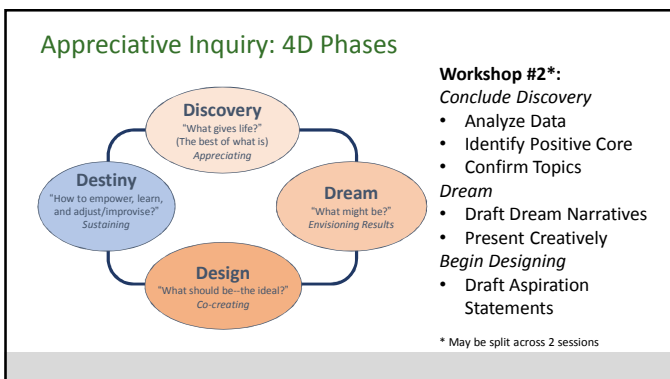 Appreciative Inquiry: 4D Phases
Discovery
"What gives life?"
(The best of what is)
Appreciating
Destiny
"How to empower, learn,
and adjust/improvise?"
Sustaining
Dream
"What might be?"
Envisioning Results
Design
"What should be--the ideal?"
Co-creating
Workshop #2*:
Conclude Discovery
• Analyze Data
• Identify Positive Core
• Confirm Topics
Dream
• Draft Dream Narratives
• Present Creatively
Begin Designing
• Draft Aspiration
Statements
* May be split across 2 sessions